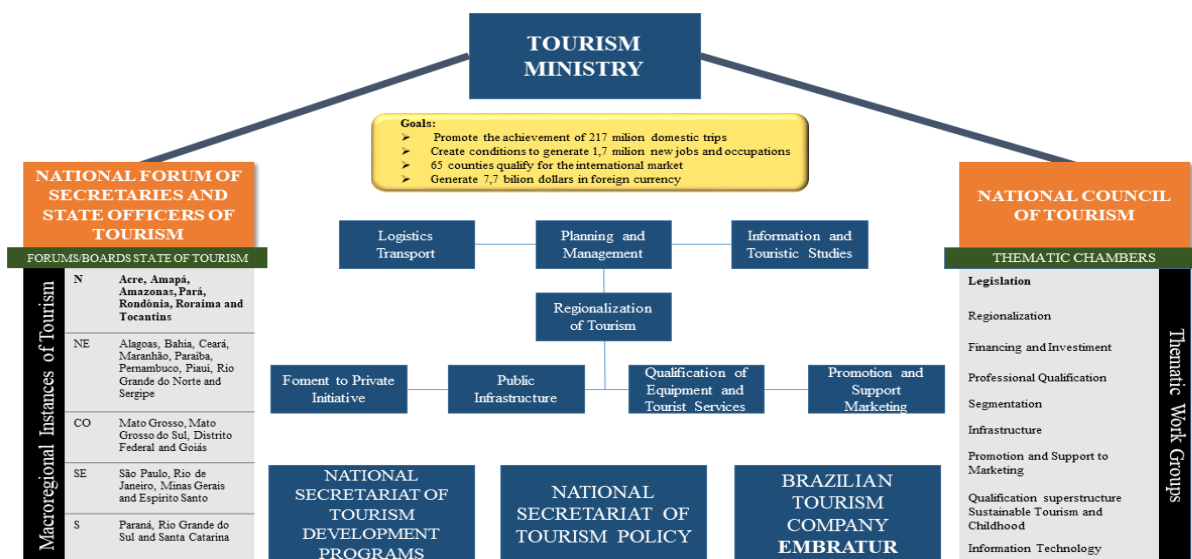 TOURISM
MINISTRY
Goals:
➢ Promote the achievement of 217 milion domestic trips
➢ Create conditions to generate 1,7 milion new jobs and occupations
➢ 65 counties qualify for the international market
➢ Generate 7,7 bilion dollars in foreign currency
NATIONAL FORUM OF
SECRETARIES AND
STATE OFFICERS OF
TOURISM
FORUMS/BOARDS STATE OF TOURISM
Macroregional Instances of Tourism
N
Acre, Amapá,
Amazonas, Pará,
Rondônia, Roraima and
Tocantins
NE
Alagoas, Bahia, Ceará,
Maranhão, Paraiba,
Pernambuco, Piaui, Rio
Grande do Norte and
Sergipe
CO
Mato Grosso, Mato
Grosso do Sul, Distrito
Federal and Goiás
SE
São Paulo, Rio de
Janeiro, Minas Gerais
and Espírito Santo
S
Paraná, Rio Grande do
Sul and Santa Catarina
Logistics
Transport
Planning and
Management
Information and
Touristic Studies
Regionalization
of Tourism
Foment to Private
Initiative
Public
Infrastructure
Qualification of
Equipment and
Tourist Services
Promotion and
Support
Marketing
NATIONAL
SECRETARIAT OF
TOURISM
DEVELOPMENT
PROGRAMS
NATIONAL
SECRETARIAT OF
TOURISM POLICY
BRAZILIAN
TOURISM
COMPANY
EMBRATUR
NATIONAL COUNCIL
OF TOURISM
THEMATIC CHAMBERS
Legislation
Regionalization
Financing and Investiment
Professional Qualification
Segmentation
Infrastructure
Promotion and Support to
Marketing
Qualification superstructure
Sustainable Tourism and
Childhood
Information Technology
Thematic Work Groups